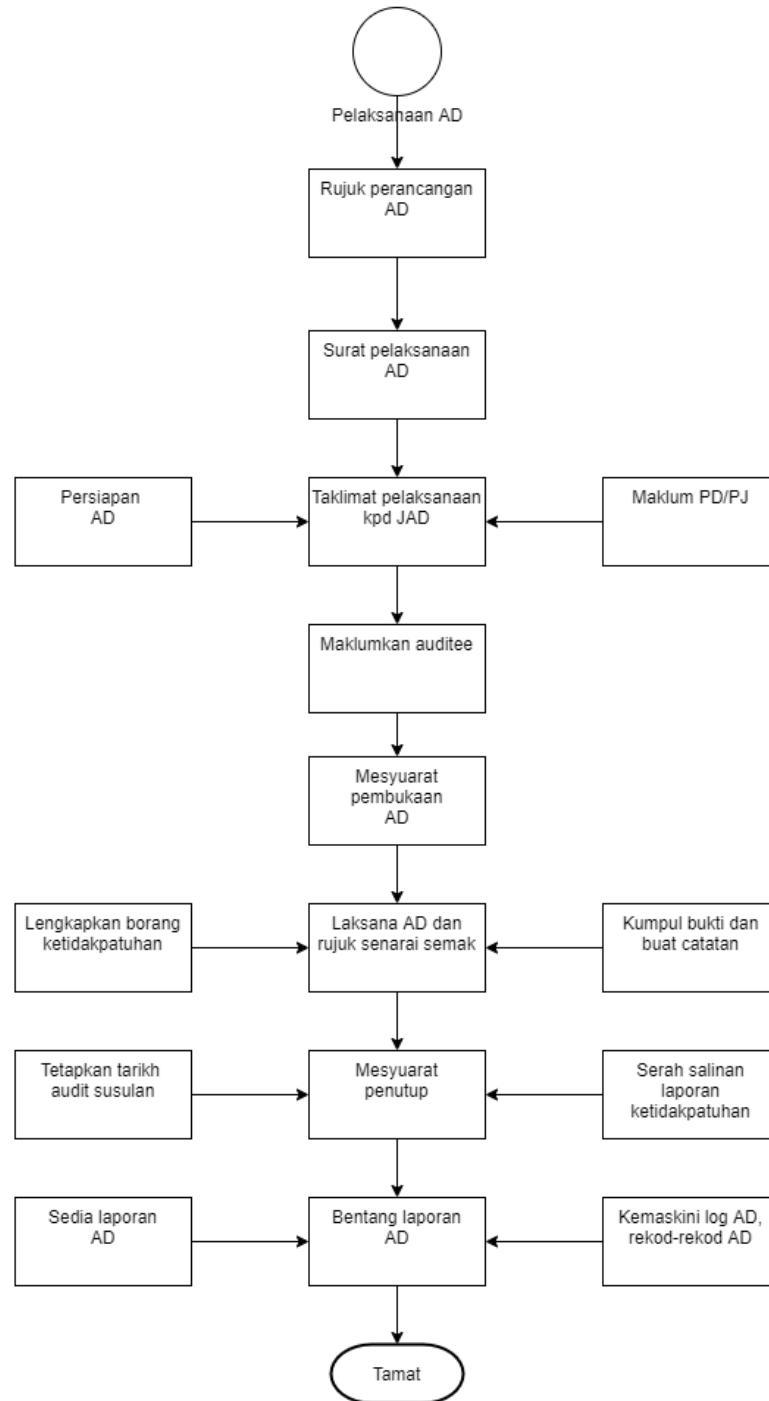 Pelaksanaan AD
Rujuk perancangan
AD
Surat pelaksanaan
AD
Persiapan
AD
Taklimat pelaksanaan
kpd JAD
Maklum PD/PJ
Maklumkan auditee
Mesyuarat
pembukaan
AD
Lengkapkan borang
ketidakpatuhan
Laksana AD dan
rujuk senarai semak
Kumpul bukti dan
buat catatan
Tetapkan tarikh
audit susulan
Mesyuarat
penutup
Serah salinan
laporan
ketidakpatuhan
Sedia laporan
AD
Bentang laporan
AD
Kemaskini log AD,
rekod-rekod AD
Tamat